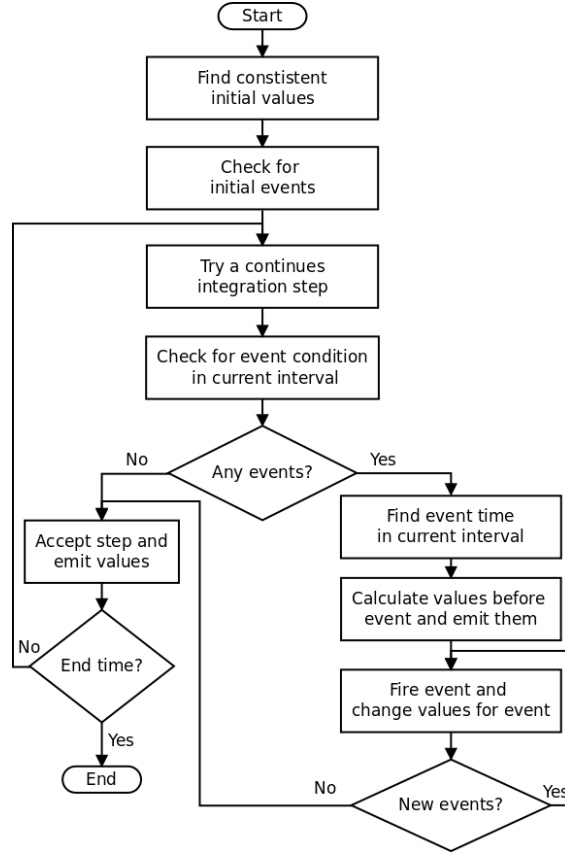 Start
Find constistent
initial values
Check for
initial events
Try a continues
integration step
Check for event condition
in current interval
Any events?
No
Yes
Find event time
in current interval
Accept step and
emit values
Calculate values before
event and emit them
No
End time?
Fire event and
change values for event
Yes
End
No
New events?
Yes